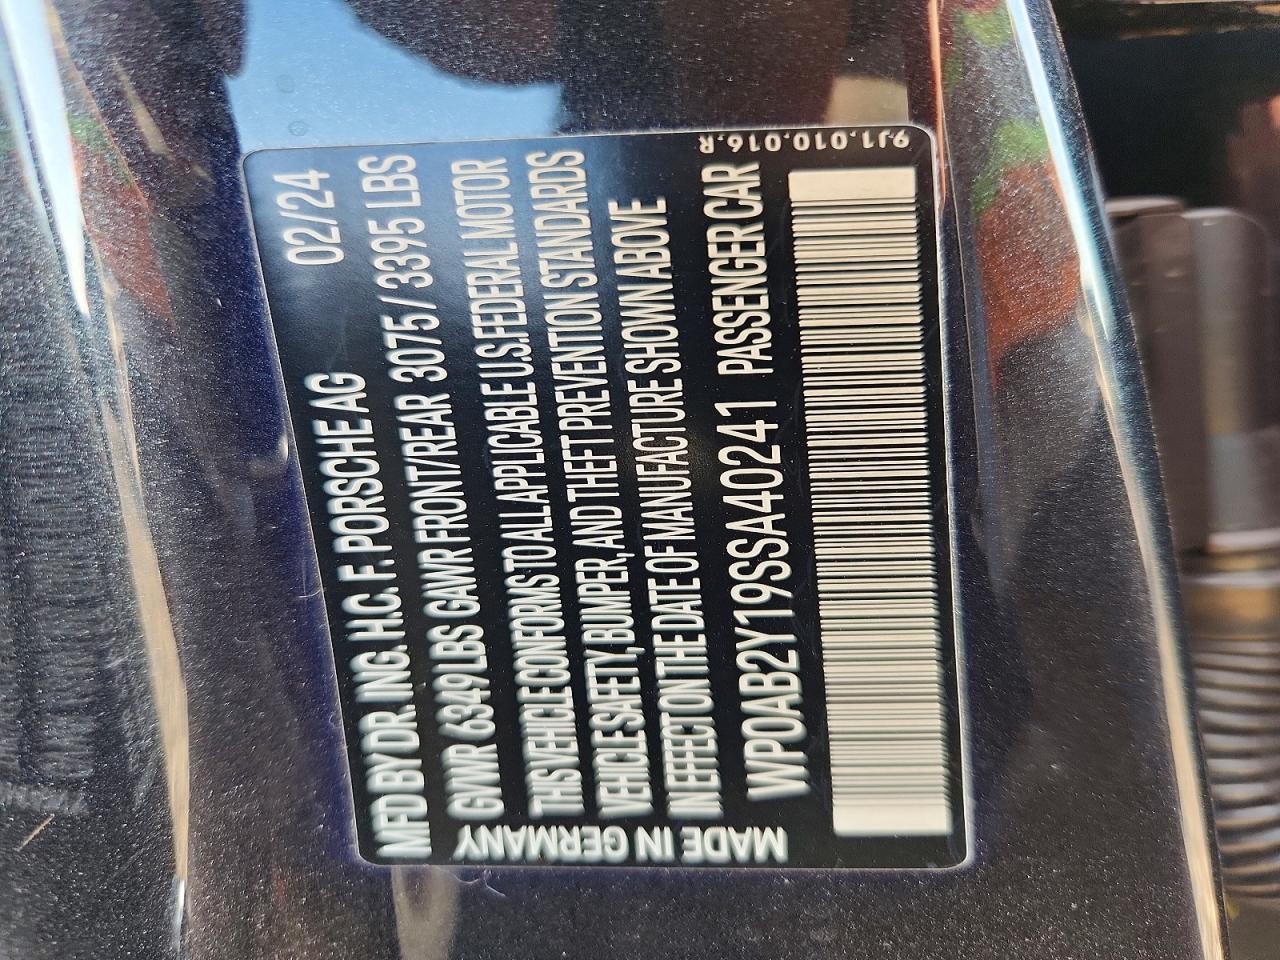 MFD BY DR. ING. H.C. F. PORSCHE AG 02/24
GVWR 6349 LBS GAWR FRONT/REAR 3075 / 3395 LBS
THIS VEHICLE CONFORMS TO ALL APPLICABLE U.S. FEDERAL MOTOR
VEHICLE SAFETY, BUMPER, AND THEFT PREVENTION STANDARDS
IN EFFECT ON THE DATE OF MANUFACTURE SHOWN ABOVE
WP0AB2Y19SSA40241 PASSENGER CAR
MADE IN GERMANY
9J1.010.016.R